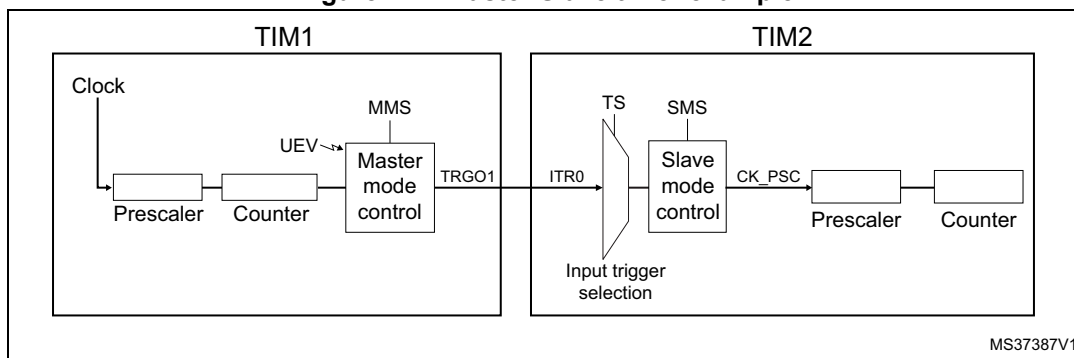 TIM1
TIM2
Clock
MMS
TS
SMS
UEV
Master
mode
control
TRGO1
ITR0
Slave
mode
control
CK_PSC
Prescaler
Counter
Prescaler
Counter
Input trigger
selection
MS37387V1